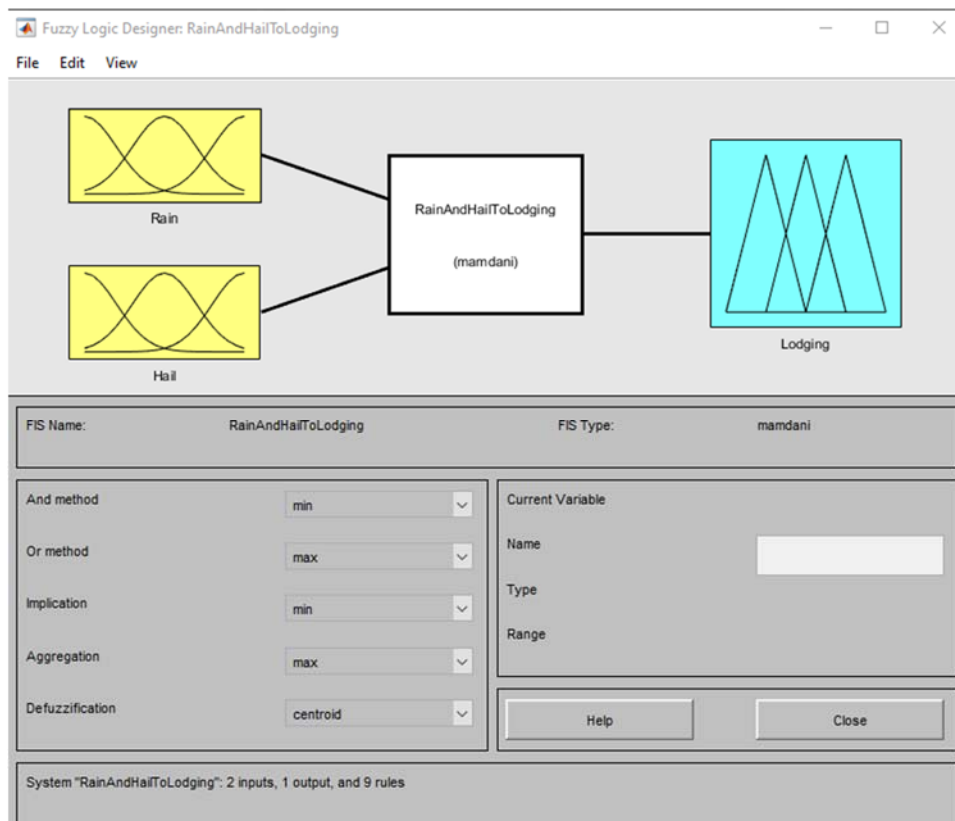 Fuzzy Logic Designer: RainAndHailToLodging
File Edit View
Rain
Hail
RainAndHailToLodging
(mamdani)
Lodging
FIS Name: RainAndHailToLodging FIS Type: mamdani
And method min
Or method max
Implication min
Aggregation max
Defuzzification centroid
Current Variable
Name
Type
Range
Help Close
System "RainAndHailToLodging": 2 inputs, 1 output, and 9 rules